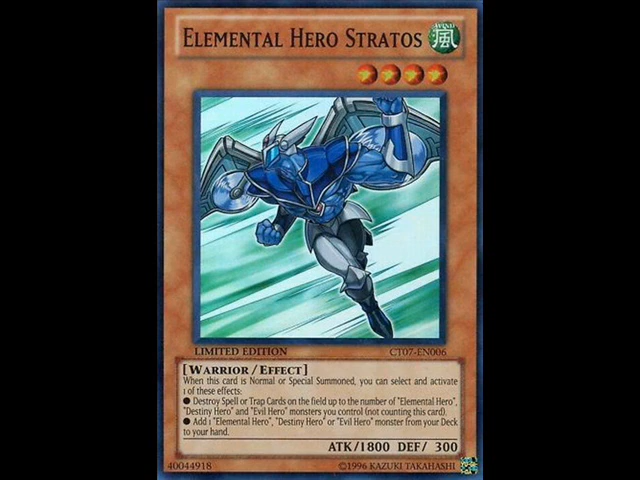 Elemental Hero Stratos
WIND
風
LIMITED EDITION CT07-EN006
[Warrior/Effect]
When this card is Normal or Special Summoned, you can select and activate
1 of these effects:
● Destroy Spell or Trap Cards on the field up to the number of "Elemental Hero",
"Destiny Hero" and "Evil Hero" monsters you control (not counting this card).
● Add 1 "Elemental Hero", "Destiny Hero" or "Evil Hero" monster from your Deck
to your hand.
ATK/1800 DEF/ 300
40044918 ©1996 KAZUKI TAKAHASHI